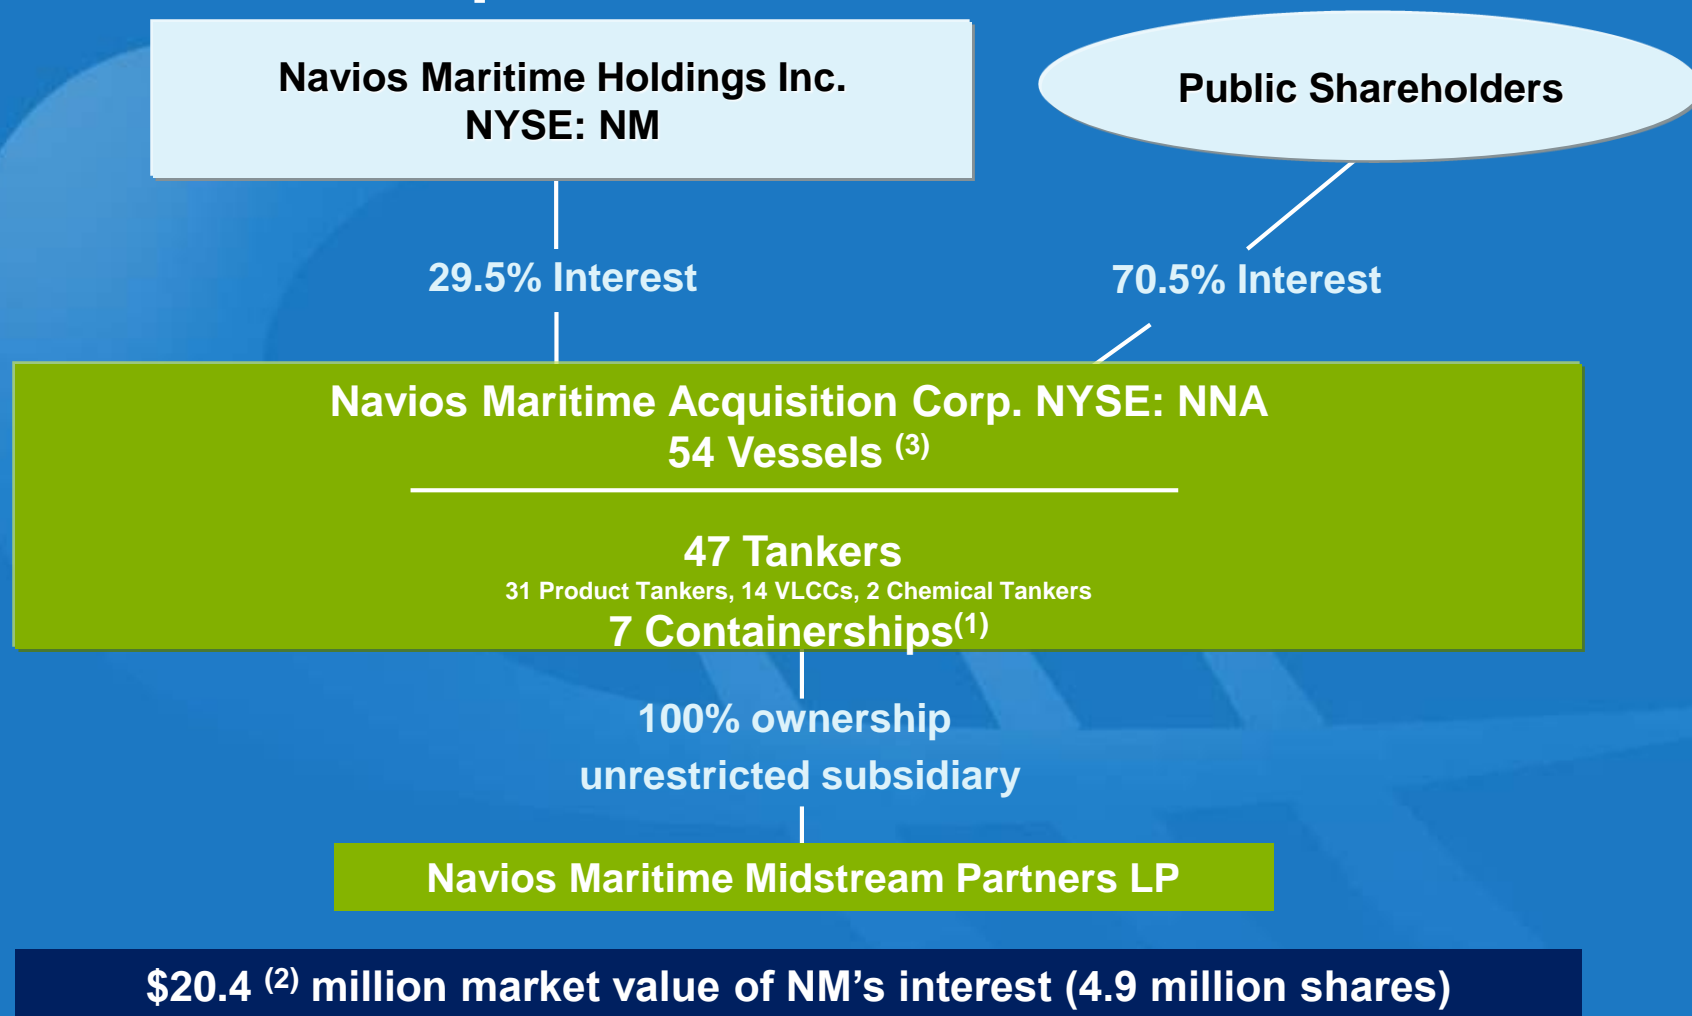 Navios Maritime Holdings Inc.
NYSE: NM
Public Shareholders
29.5% Interest
70.5% Interest
Navios Maritime Acquisition Corp. NYSE: NNA
54 Vessels (3)
47 Tankers
31 Product Tankers, 14 VLCCs, 2 Chemical Tankers
7 Containerships(1)
100% ownership
unrestricted subsidiary
Navios Maritime Midstream Partners LP
$20.4 (2) million market value of NM’s interest (4.9 million shares)